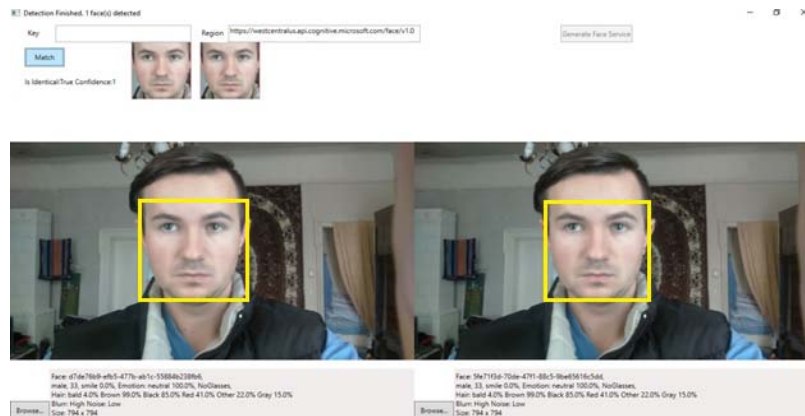 Detection Finished. 1 face(s) detected
Key
Region https://westcentralus.api.cognitive.microsoft.com/face/v1.0
Generate Face Service
Match
Is Identical:True Confidence:1
Face: d7de76b9-efb5-477b-ab1c-55884b238fb6,
male, 33, smile 0.0%, Emotion: neutral 100.0%, NoGlasses,
Hair: bald 4.0% Brown 99.0% Black 85.0% Red 41.0% Other 22.0% Gray 15.0%
Blurn: High Noise: Low
Browse... Size: 794 x 794
Face: 5fe71f3d-70de-47f1-88c5-9be65616c5dd,
male, 33, smile 0.0%, Emotion: neutral 100.0%, NoGlasses,
Hair: bald 4.0% Brown 99.0% Black 85.0% Red 41.0% Other 22.0% Gray 15.0%
Blurn: High Noise: Low
Browse... Size: 794 x 794